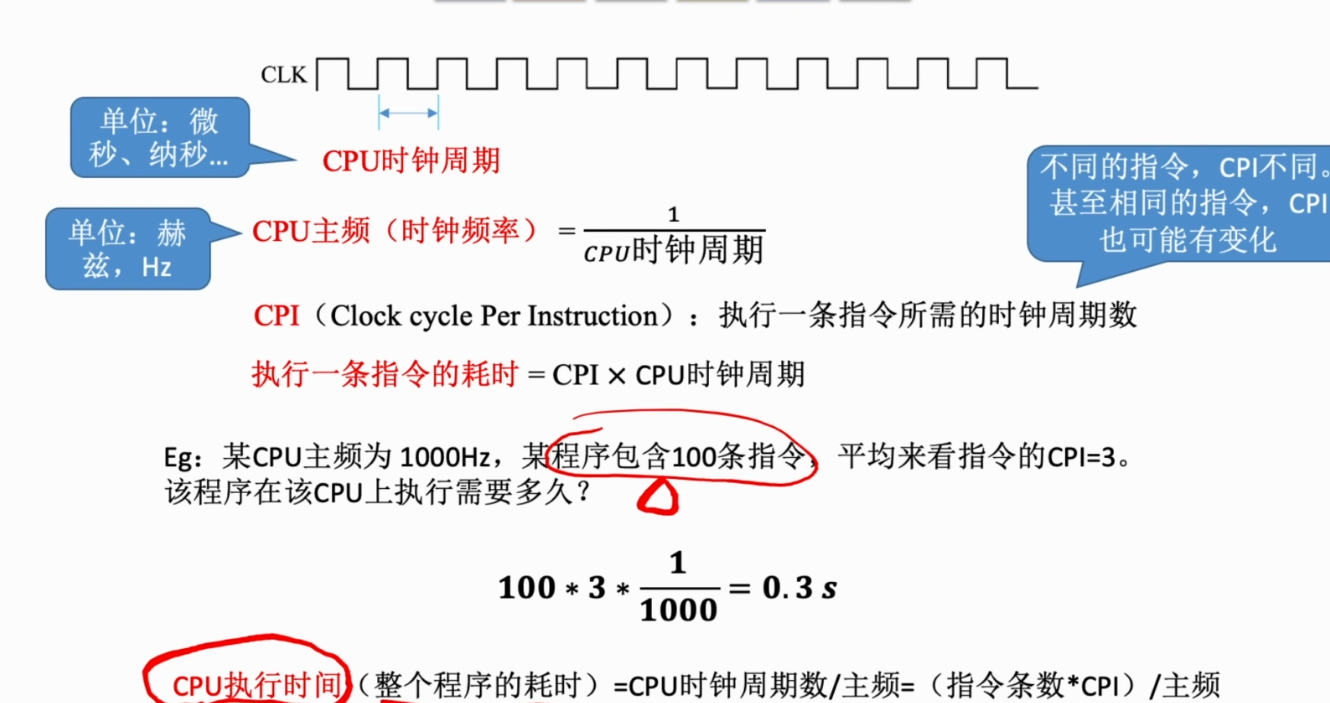 CLK
单位：微
秒、纳秒...
CPU时钟周期
不同的指令，CPI不同。
甚至相同的指令，CPI
也可能有变化
单位：赫
兹，Hz
CPU主频（时钟频率） = 1 / CPU时钟周期
CPI（Clock cycle Per Instruction）：执行一条指令所需的时钟周期数
执行一条指令的耗时 = CPI × CPU时钟周期
Eg：某CPU主频为 1000Hz，某程序包含100条指令，平均来看指令的CPI=3。
该程序在该CPU上执行需要多久？
100 * 3 * 1 / 1000 = 0.3 s
CPU执行时间（整个程序的耗时）=CPU时钟周期数/主频=（指令条数*CPI）/主频